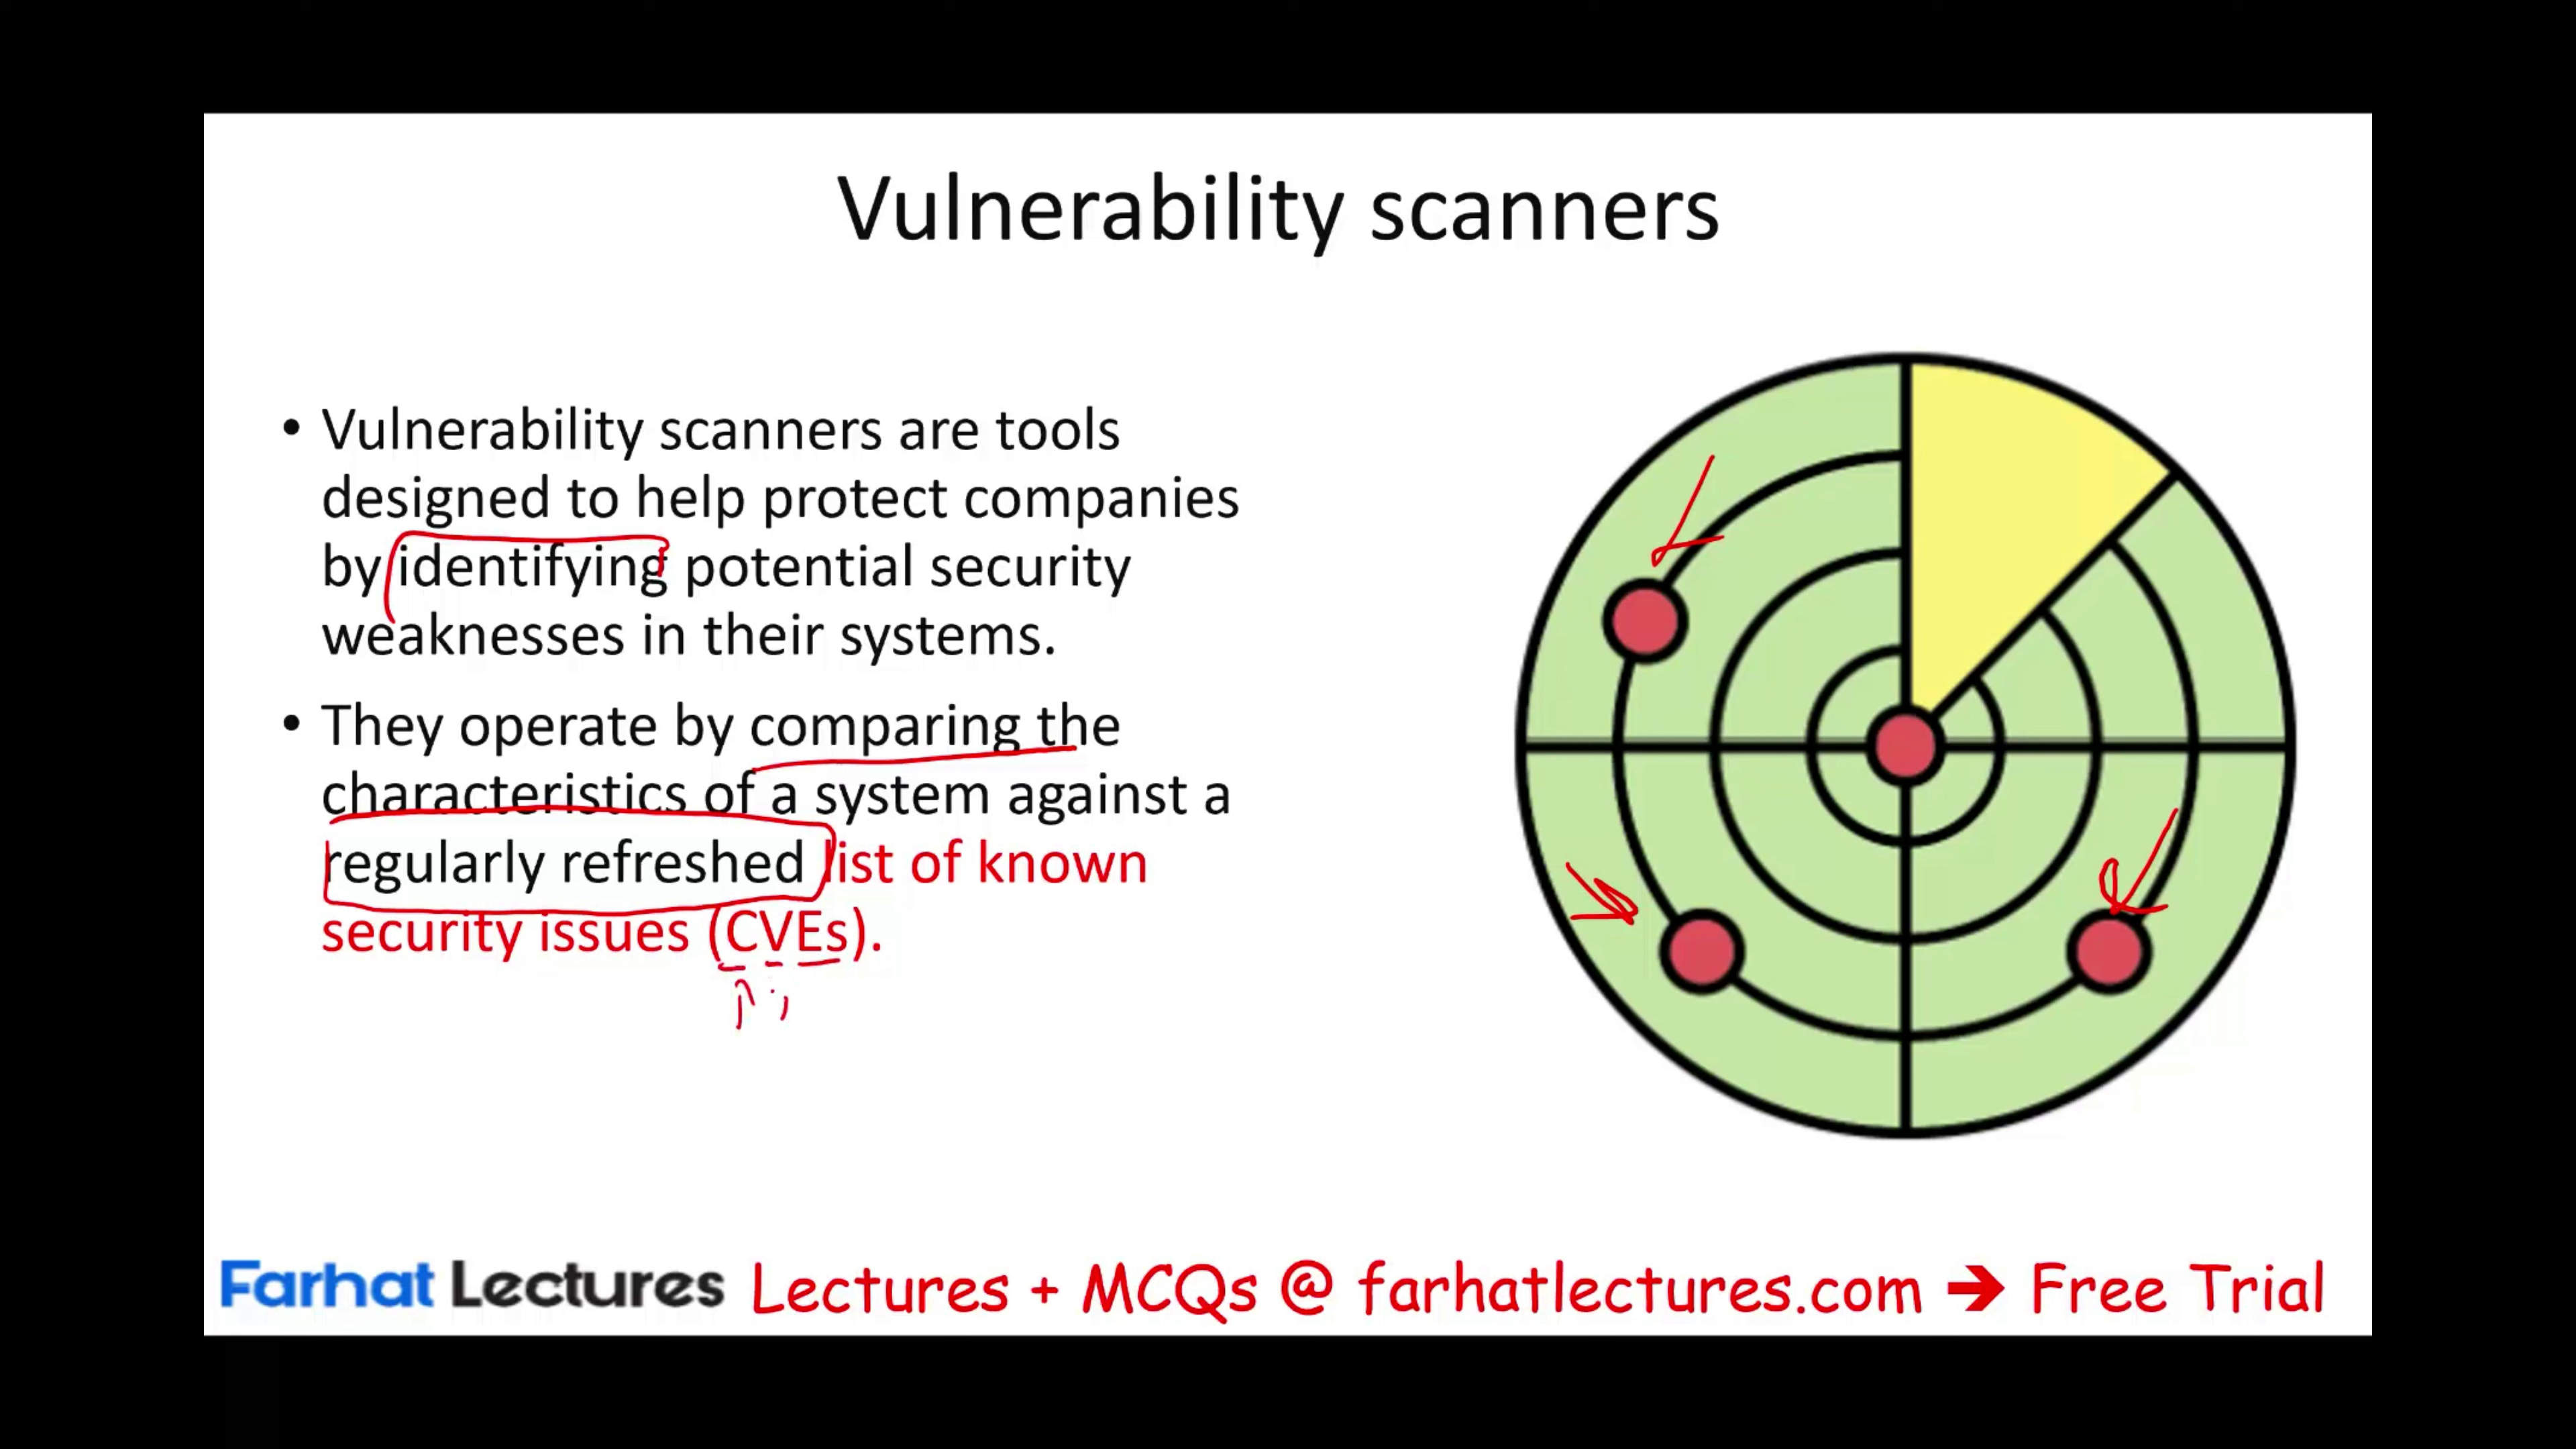 Vulnerability scanners
• Vulnerability scanners are tools
designed to help protect companies
by identifying potential security
weaknesses in their systems.
• They operate by comparing the
characteristics of a system against a
regularly refreshed list of known
security issues (CVEs).
Farhat Lectures Lectures + MCQs @ farhatlectures.com ➔ Free Trial